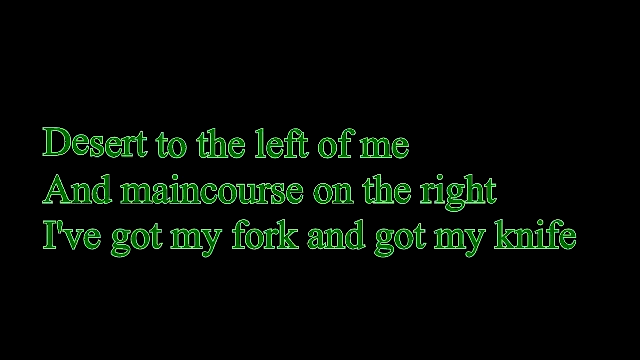 Desert to the left of me
And maincourse on the right
I've got my fork and got my knife